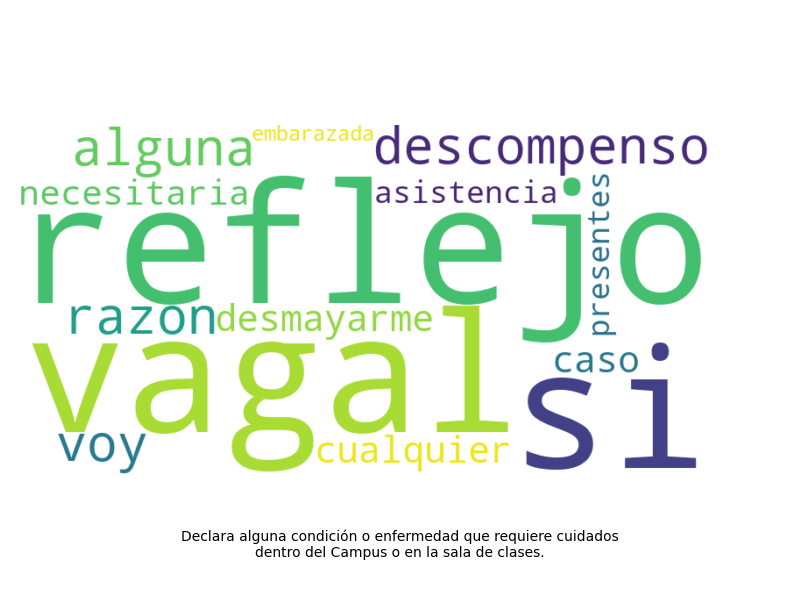 embarazada
alguna
descompenso
necesitaria
asistencia
presentes
reflejo
razon
desmayarme
vagal
si
caso
voy
cualquier
Declara alguna condición o enfermedad que requiere cuidados
dentro del Campus o en la sala de clases.